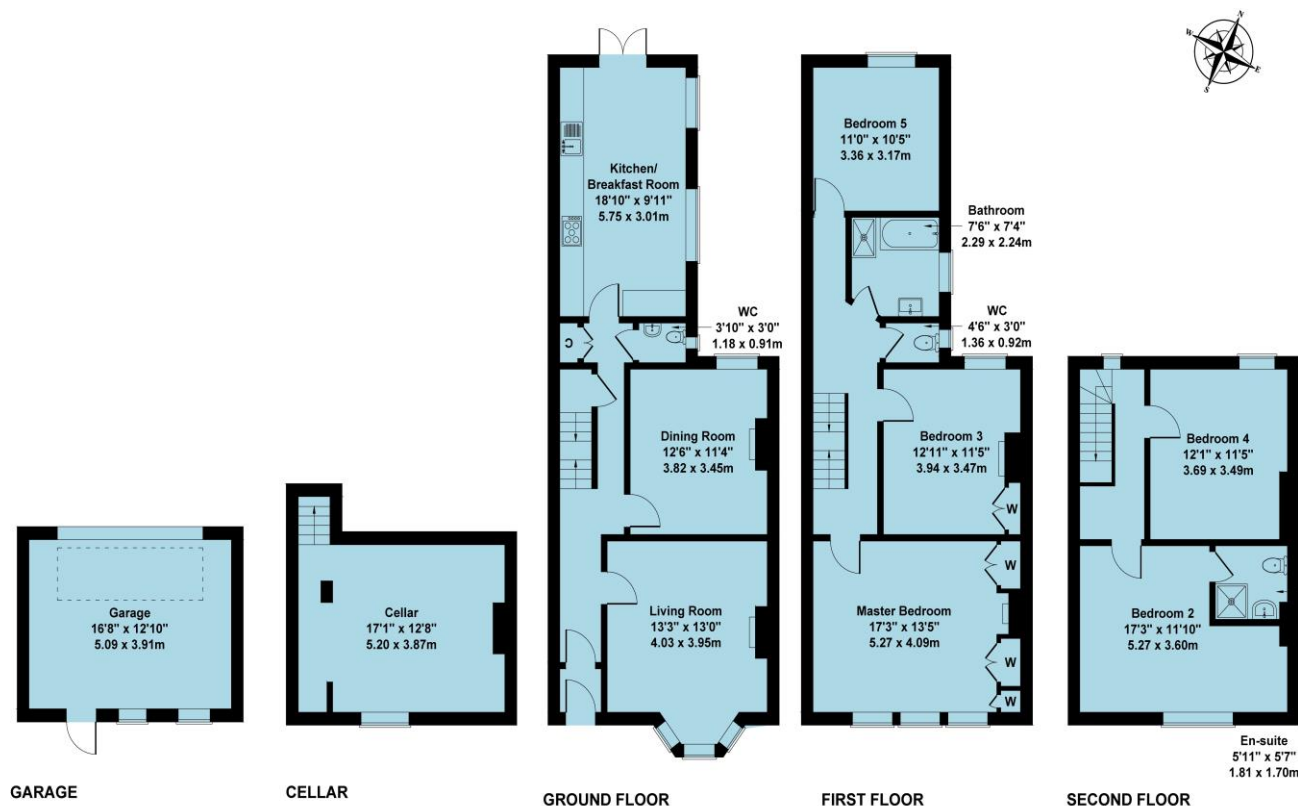 N
W
E
S
Garage
16'8" x 12'10"
5.09 x 3.91m
GARAGE
Cellar
17'1" x 12'8"
5.20 x 3.87m
CELLAR
Kitchen/
Breakfast Room
18'10" x 9'11"
5.75 x 3.01m
WC
3'10" x 3'0"
1.18 x 0.91m
C
Dining Room
12'6" x 11'4"
3.82 x 3.45m
Living Room
13'3" x 13'0"
4.03 x 3.95m
GROUND FLOOR
Bedroom 5
11'0" x 10'5"
3.36 x 3.17m
Bathroom
7'6" x 7'4"
2.29 x 2.24m
WC
4'6" x 3'0"
1.36 x 0.92m
Bedroom 3
12'11" x 11'5"
3.94 x 3.47m
W
W
Master Bedroom
17'3" x 13'5"
5.27 x 4.09m
W
W
FIRST FLOOR
Bedroom 4
12'1" x 11'5"
3.69 x 3.49m
Bedroom 2
17'3" x 11'10"
5.27 x 3.60m
En-suite
5'11" x 5'7"
1.81 x 1.70m
SECOND FLOOR